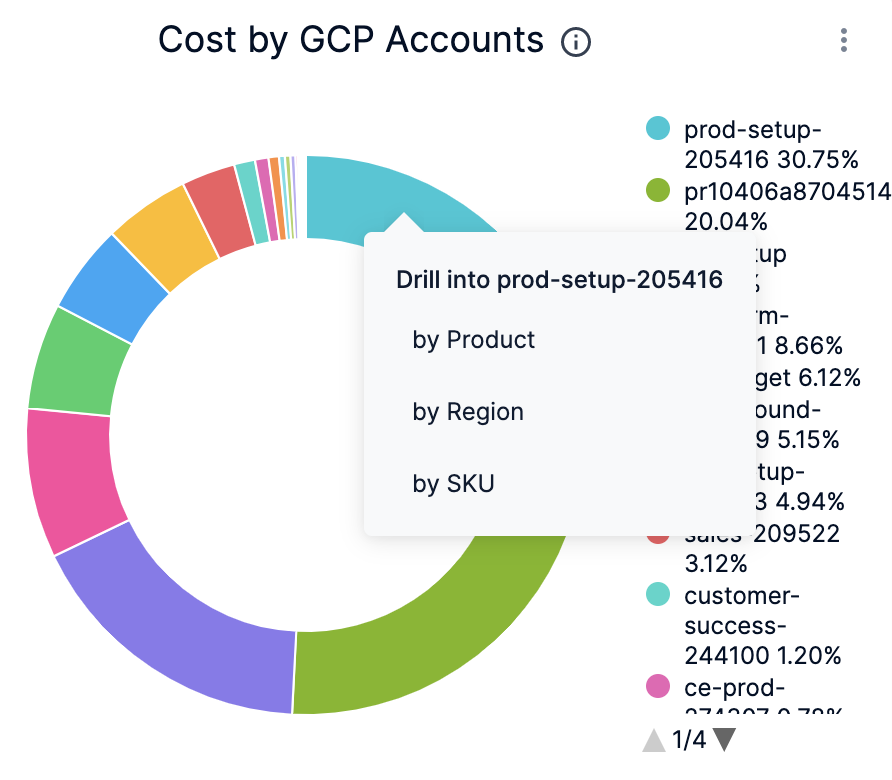 Cost by GCP Accounts
prod-setup-
205416 30.75%
pr10406a8704514
20.04%
Drill into prod-setup-205416
by Product
by Region
by SKU
8.66%
6.12%
5.15%
4.94%
sales-209522
3.12%
customer-
success-
244100 1.20%
ce-prod-
1/4